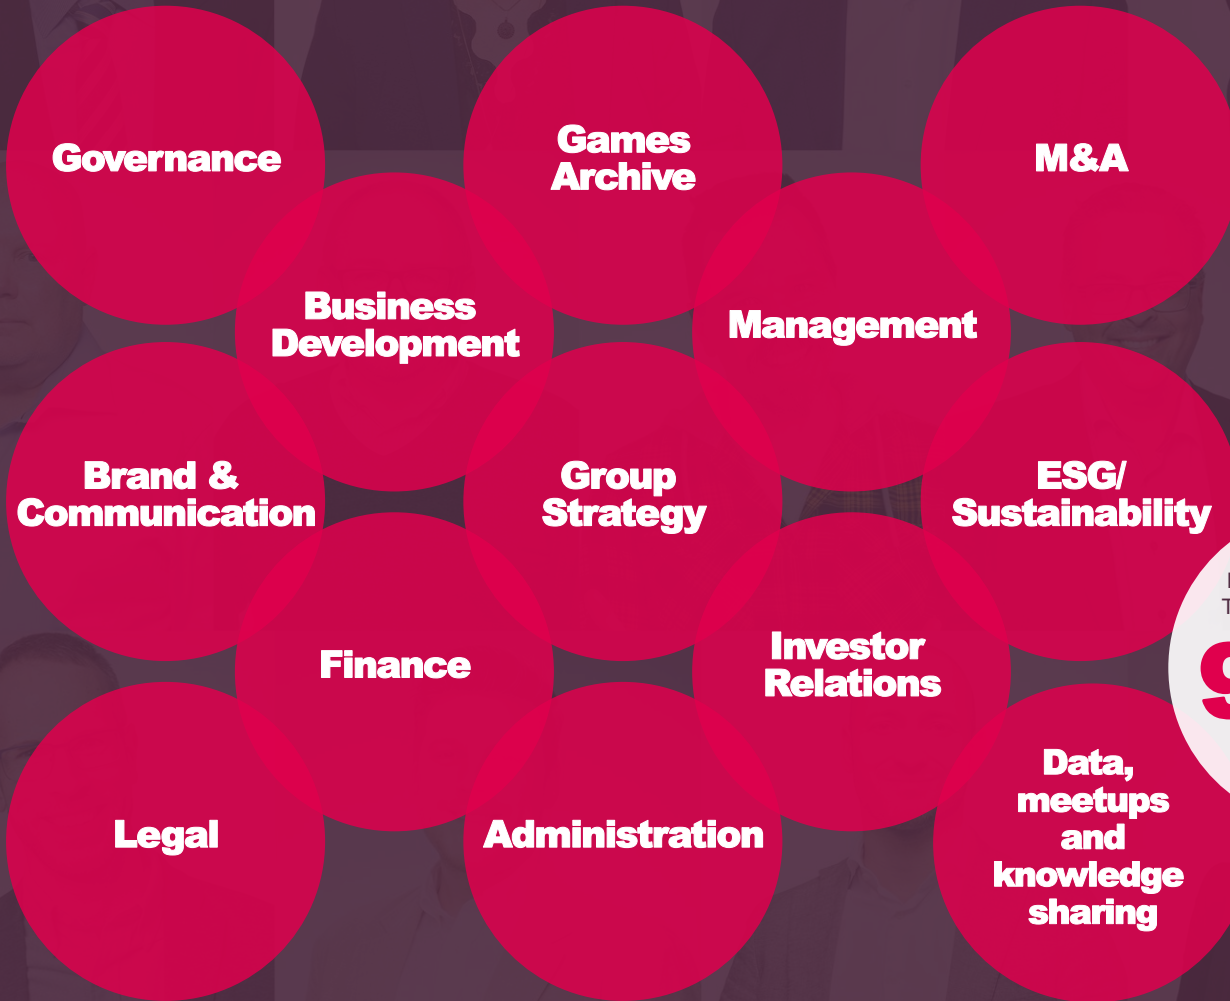 Governance
Games
Archive
M&A
Business
Development
Management
Brand &
Communication
Group
Strategy
ESG/
Sustainability
Finance
Investor
Relations
Legal
Administration
Data,
meetups
and
knowledge
sharing